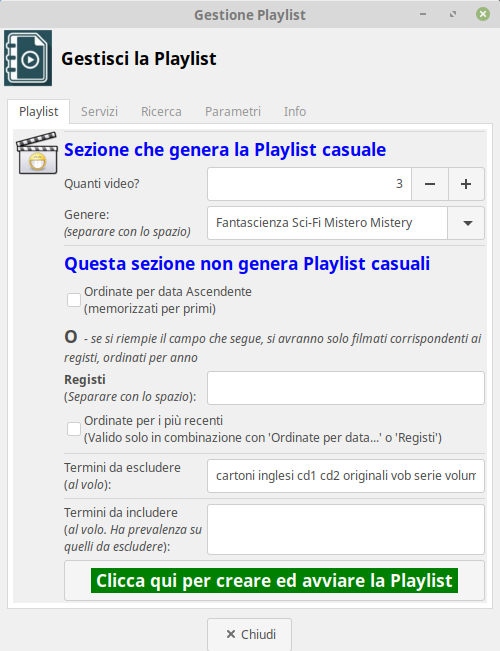 Gestione Playlist
Gestisci la Playlist
Playlist Servizi Ricerca Parametri Info
Sezione che genera la Playlist casuale
Quanti video? 3
Genere:
(separare con lo spazio) Fantascienza Sci-Fi Mistero Mistery
Questa sezione non genera Playlist casuali
Ordinate per data Ascendente
(memorizzati per primi)
O - se si riempie il campo che segue, si avranno solo filmati corrispondenti ai
registi, ordinati per anno
Registi
(Separare con lo spazio):
Ordinate per i più recenti
(Valido solo in combinazione con 'Ordinate per data...' o 'Registi')
Termini da escludere
(al volo): cartoni inglesi cd1 cd2 originali vob serie volum
Termini da includere
(al volo. Ha prevalenza su
quelli da escludere):
Clicca qui per creare ed avviare la Playlist
Chiudi